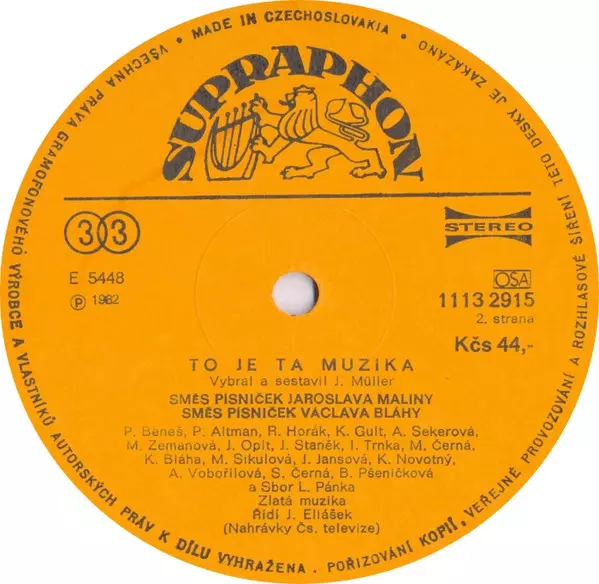 MADE IN CZECHOSLOVAKIA • VŠECHNA PRÁVA GRAMOFONOVÉHO VÝROBCE A VLASTNÍKŮ AUTORSKÝCH PRÁV K DÍLU VYHRAŽENA. POŘIZOVÁNÍ KOPIÍ, VEŘEJNÉ PROVOZOVÁNÍ A ROZHLASOVÉ ŠÍŘENÍ TÉTO DESKY JE ZAKÁZÁNO •
SUPRAPHON
33
STEREO
E 5448
OSA
Ⓟ 1982
1113 2915
2. strana
Kčs 44,-
TO JE TA MUZIKA
Vybral a sestavil J. Müller
SMĚS PÍSNIČEK JAROSLAVA MALINY
SMĚS PÍSNIČEK VÁCLAVA BLÁHY
P. Beneš, P. Altman, R. Horák, K. Gult, A. Sekerová,
M. Zemanová, J. Oplt, J. Staněk, I. Trnka, M. Černá,
K. Bláha, M. Sikulová, J. Jansová, K. Novotný,
A. Vobořilová, S. Černá, B. Pšeničková
a Sbor L. Pánka
Zlatá muzika
Řídí J. Eliášek
(Nahrávky Čs. televize)